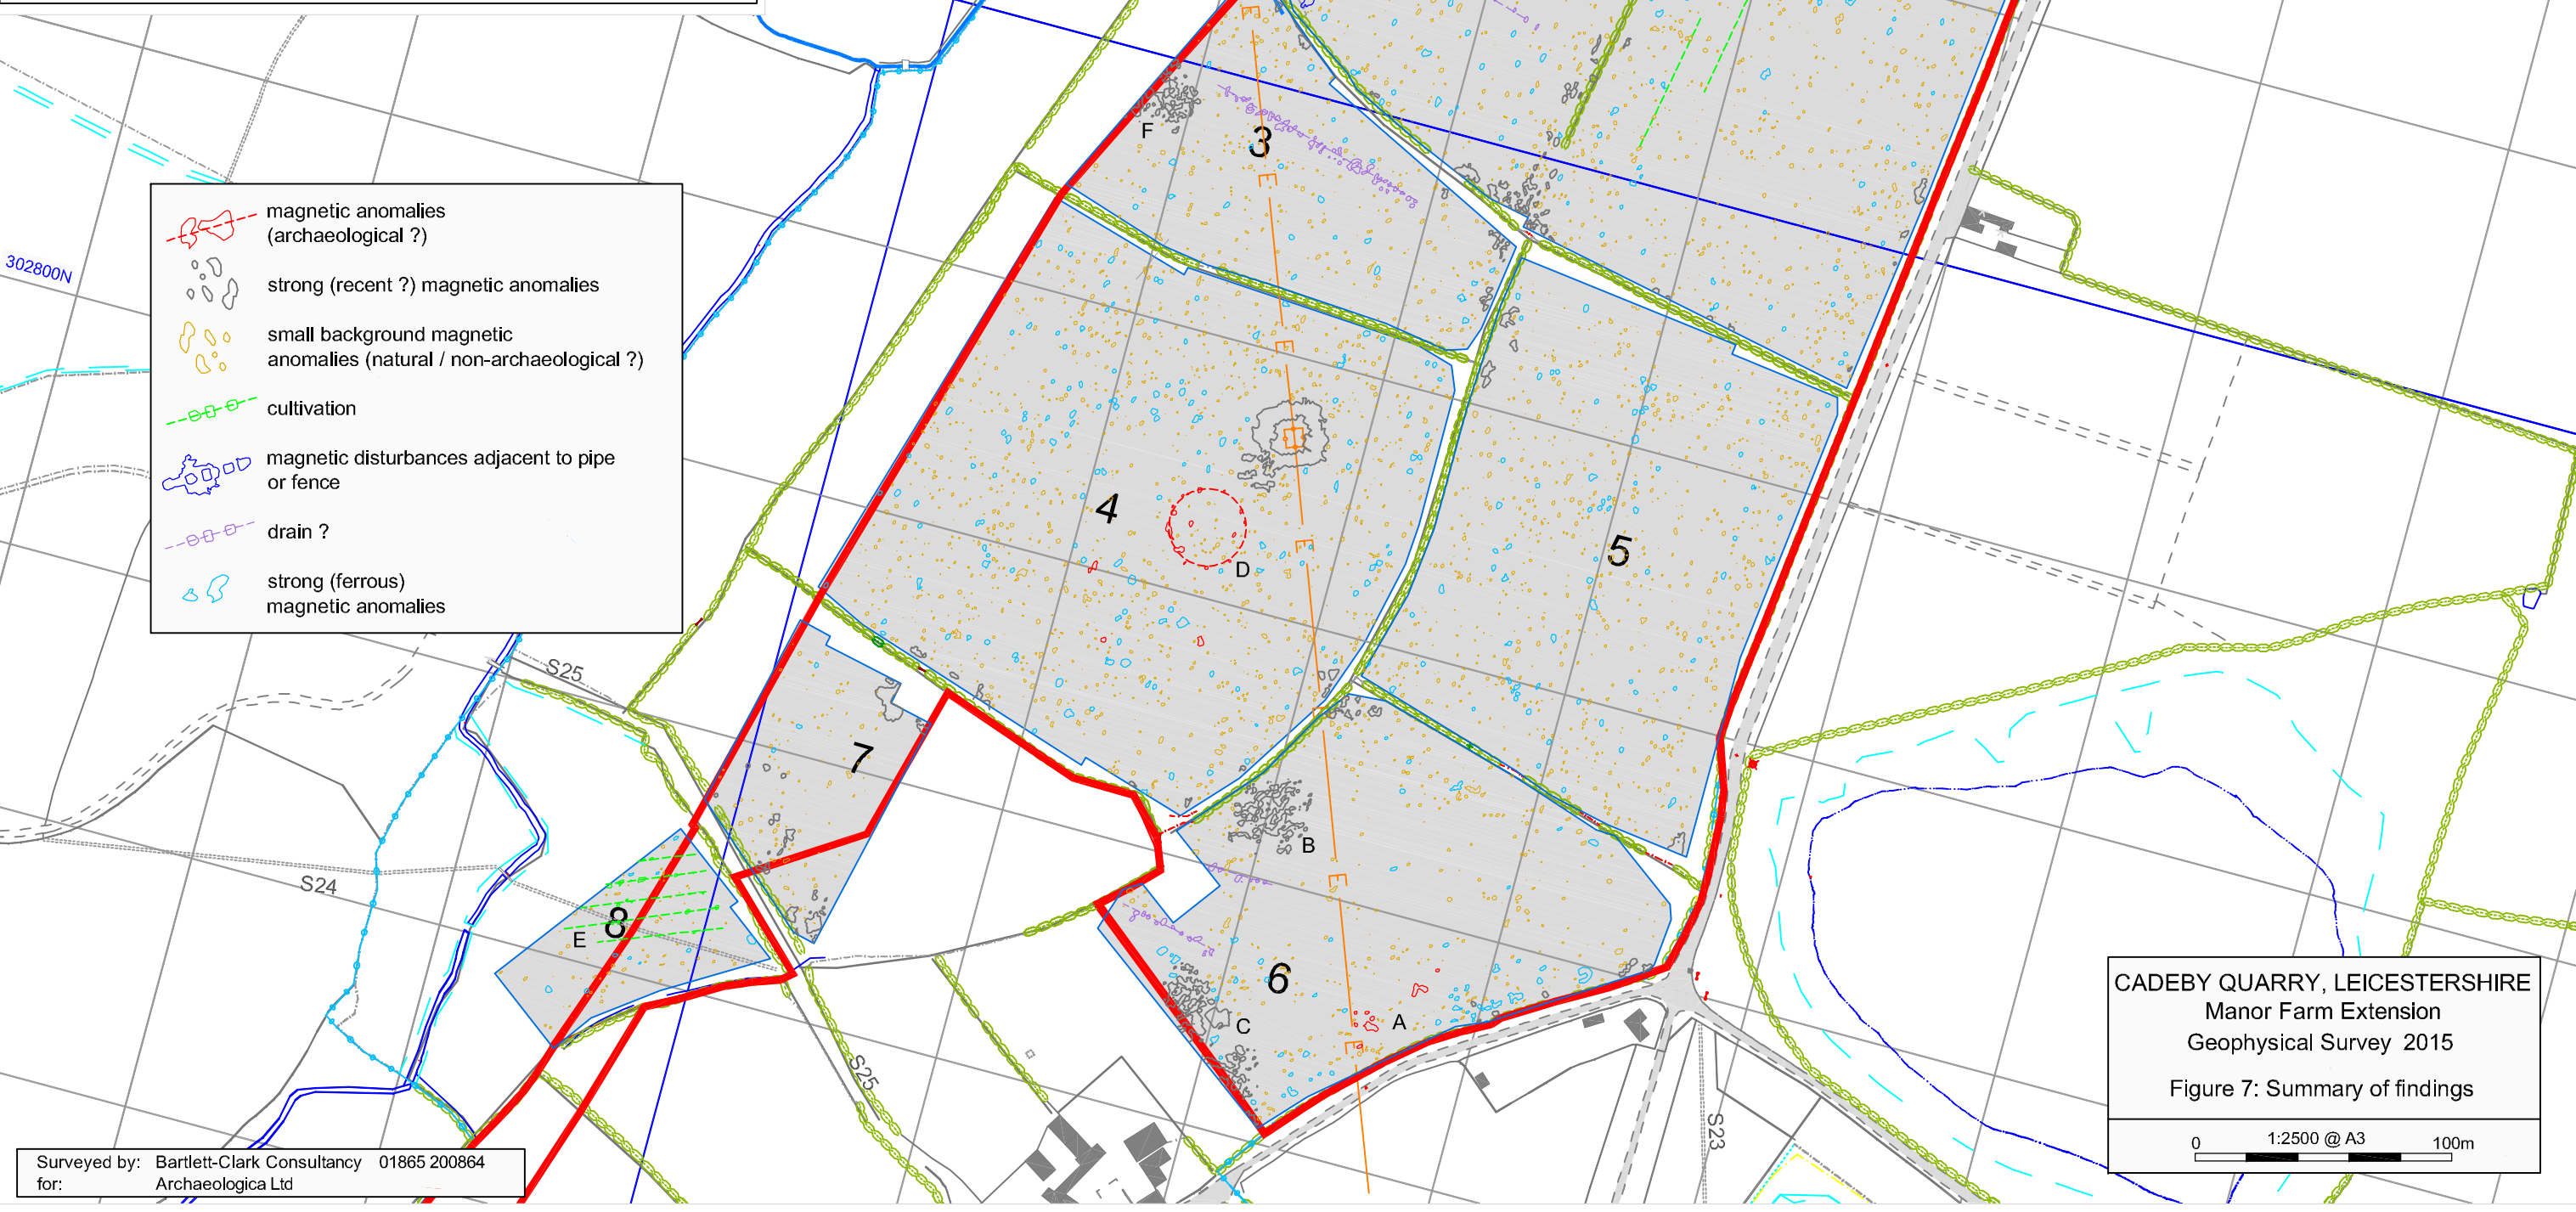 302800N
magnetic anomalies
(archaeological ?)
strong (recent ?) magnetic anomalies
small background magnetic
anomalies (natural / non-archaeological ?)
cultivation
magnetic disturbances adjacent to pipe
or fence
drain ?
strong (ferrous)
magnetic anomalies
F
3
4
D
5
S25
7
S24
8
E
B
6
C
A
S25
S23
CADEBY QUARRY, LEICESTERSHIRE
Manor Farm Extension
Geophysical Survey 2015
Figure 7: Summary of findings
0 1:2500 @ A3 100m
Surveyed by: Bartlett-Clark Consultancy 01865 200864
for: Archaeologica Ltd